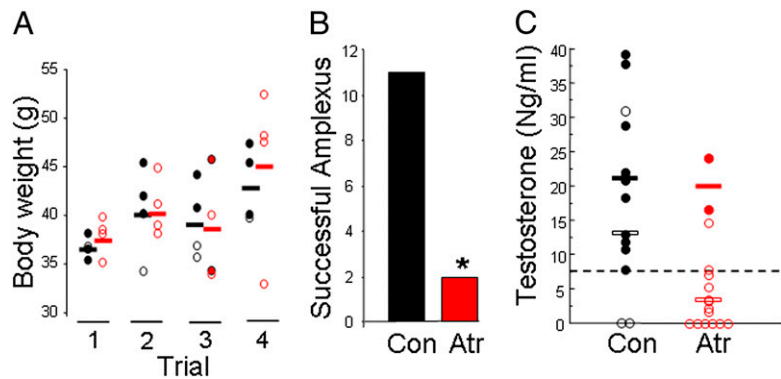 A
Body weight (g)
55
50
45
40
35
30
1 2 3 4
Trial
B
Successful Amplexus
12
10
8
6
4
2
0
*
Con Atr
C
Testosterone (Ng/ml)
40
35
30
25
20
15
10
5
0
Con Atr